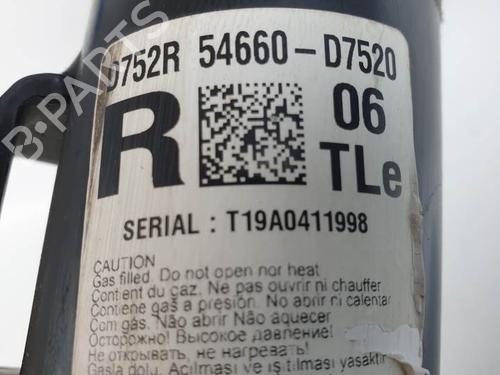 D752R 54660-D7520
R 06
TLe
SERIAL : T19A0411998
CAUTION
Gas filled. Do not open nor heat
Contient du gaz. Ne pas ouvrir ni chauffer
Contiene gas a presión. No abrir ni calentar
Com gás. Não abrir Não aquecer
Осторожно! Высокое давление!
Не открывать, не нагревать!
Gazla dolu. Açılması ve ısıtılması yasaktır
B-PARTS